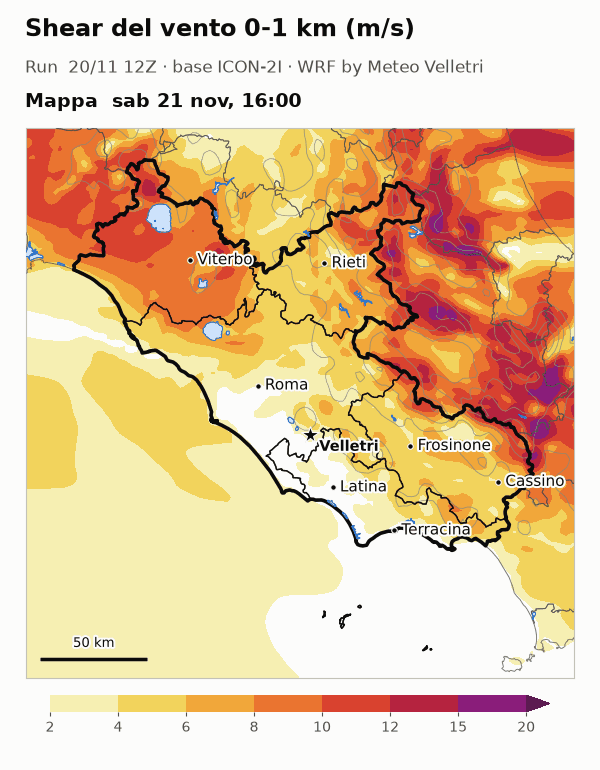 Shear del vento 0-1 km (m/s)
Run 20/11 12Z · base ICON-2I · WRF by Meteo Velletri
Mappa sab 21 nov, 16:00
Viterbo
Rieti
Roma
Velletri
Frosinone
Latina
Cassino
Terracina
50 km
2 4 6 8 10 12 15 20